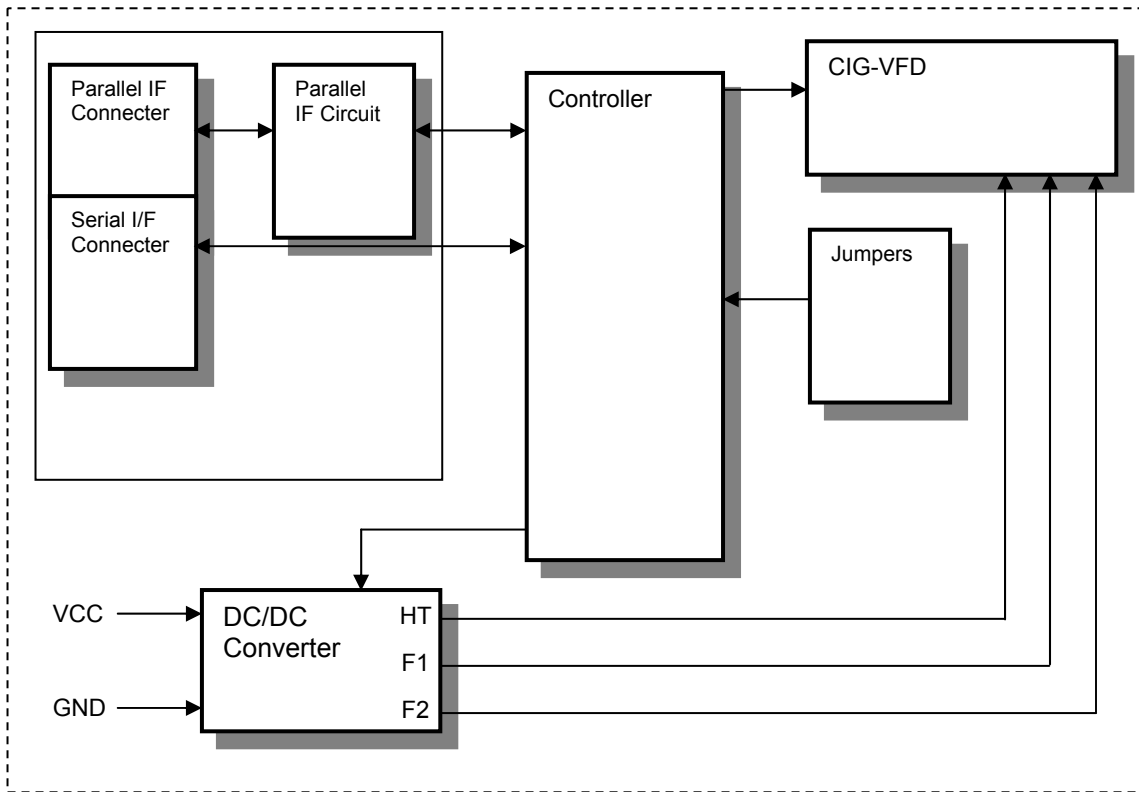 Parallel IF
Connecter
Parallel
IF Circuit
Serial I/F
Connecter
Controller
CIG-VFD
Jumpers
VCC
GND
DC/DC
Converter
HT
F1
F2